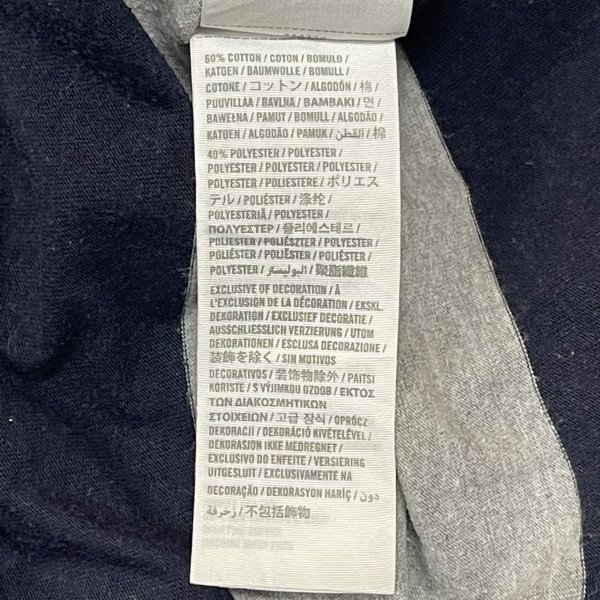 60% COTTON / COTON / BOMULD /
KATOEN / BAUMWOLLE / BOMULL /
COTONE / コットン / ALGODÓN / 棉 /
PUUVILLAA / BAVLNA / ΒΑΜΒΑΚΙ / 면 /
BAWEŁNA / PAMUT / BOMULL / ALGODÃO /
KATOEN / ALGODÃO / PAMUK / القطن / 棉
40% POLYESTER / POLYESTER /
POLYESTER / POLYESTER / POLYESTER /
POLYESTER / POLIESTERE / ポリエス
テル / POLIÉSTER / 涤纶 /
POLYESTERIÄ / POLYESTER /
ΠΟΛΥΕΣΤΕΡ / 폴리에스테르 /
POLIESTER / POLIÉSZTER / POLYESTER /
POLIÉSTER / POLYESTER / POLIÉSTER /
POLYESTER / البوليستر / 聚脂纖維
EXCLUSIVE OF DECORATION / À
L'EXCLUSION DE LA DÉCORATION / EKSKL.
DEKORATION / EXCLUSIEF DECORATIE /
AUSSCHLIESSLICH VERZIERUNG / UTOM
DEKORATIONEN / ESCLUSA DECORAZIONE /
装飾を除く / SIN MOTIVOS
DECORATIVOS / 装饰物除外 / PAITSI
KORISTE / S VÝJIMKOU OZDOB / ΕΚΤΟΣ
ΤΩΝ ΔΙΑΚΟΣΜΗΤΙΚΩΝ
ΣΤΟΙΧΕΙΩΝ / 고급 장식 / OPRÓCZ
DEKORACJI / DEKORÁCIÓ KIVÉTELÉVEL /
DEKORASJON IKKE MEDREGNET /
EXCLUSIVO DO ENFEITE / VERSIERING
UITGESLUIT / EXCLUSIVAMENTE NA
DECORAÇÃO / DEKORASYON HARİÇ / دون
زخرفة / 不包括飾物